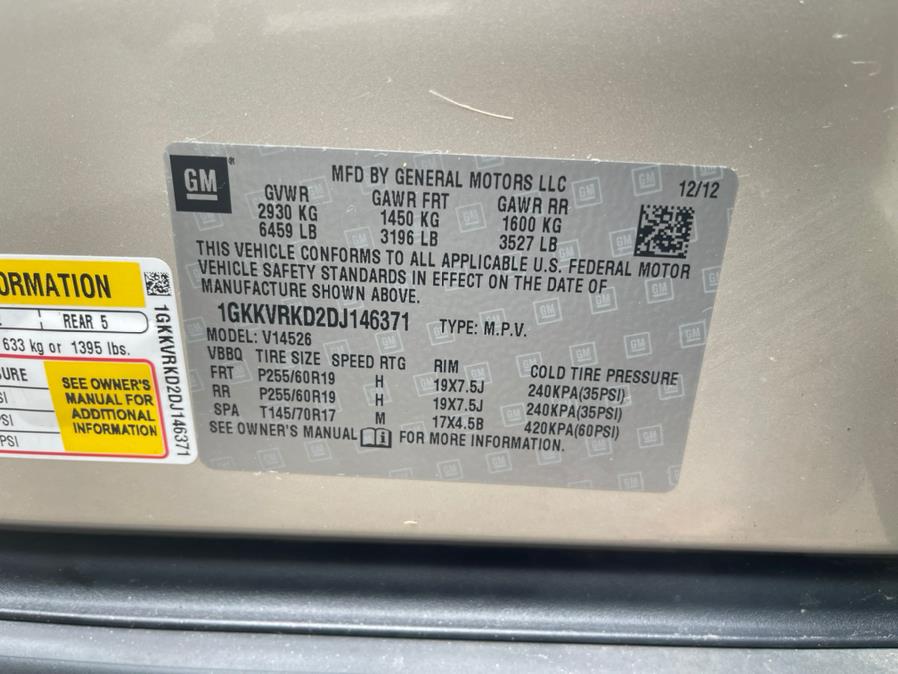 GM
MFD BY GENERAL MOTORS LLC
12/12
GVWR GAWR FRT GAWR RR
2930 KG 1450 KG 1600 KG
6459 LB 3196 LB 3527 LB
THIS VEHICLE CONFORMS TO ALL APPLICABLE U.S. FEDERAL MOTOR
VEHICLE SAFETY STANDARDS IN EFFECT ON THE DATE OF
MANUFACTURE SHOWN ABOVE.
1GKKVRKD2DJ146371 TYPE: M.P.V.
MODEL: V14526
VBBQ TIRE SIZE SPEED RTG RIM COLD TIRE PRESSURE
FRT P255/60R19 H 19X7.5J 240KPA(35PSI)
RR P255/60R19 H 19X7.5J 240KPA(35PSI)
SPA T145/70R17 M 17X4.5B 420KPA(60PSI)
SEE OWNER'S MANUAL FOR MORE INFORMATION.
ORMATION
REAR 5
633 kg or 1395 lbs.
SURE
PSI
PSI
PSI
SEE OWNER'S
MANUAL FOR
ADDITIONAL
INFORMATION
1GKKVRKD2DJ146371